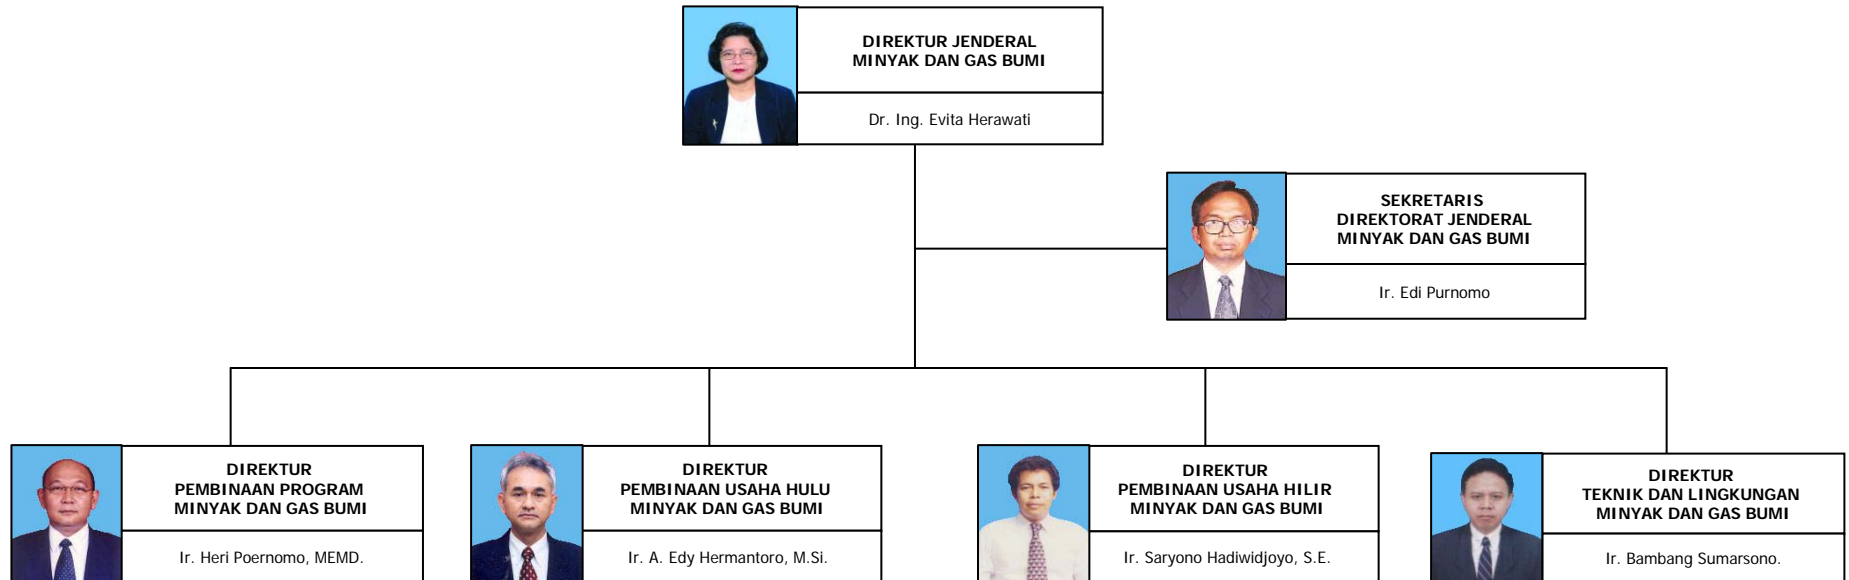 DIREKTUR JENDERAL
MINYAK DAN GAS BUMI
Dr. Ing. Evita Herawati
SEKRETARIS
DIREKTORAT JENDERAL
MINYAK DAN GAS BUMI
Ir. Edi Purnomo
DIREKTUR
PEMBINAAN PROGRAM
MINYAK DAN GAS BUMI
Ir. Heri Poernomo, MEMD.
DIREKTUR
PEMBINAAN USAHA HULU
MINYAK DAN GAS BUMI
Ir. A. Edy Hermantoro, M.Si.
DIREKTUR
PEMBINAAN USAHA HILIR
MINYAK DAN GAS BUMI
Ir. Saryono Hadiwidjoyo, S.E.
DIREKTUR
TEKNIK DAN LINGKUNGAN
MINYAK DAN GAS BUMI
Ir. Bambang Sumarsono.